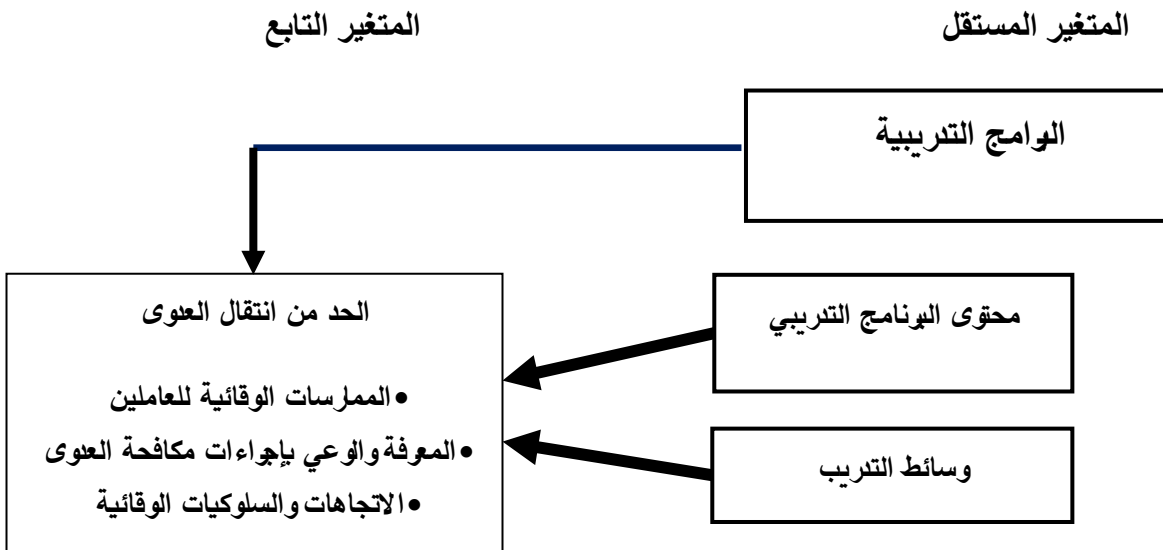 المتغير المستقل
المتغير التابع
البرامج التدريبية
الحد من انتقال العدوى
•الممارسات الوقائية للعاملين
•المعرفة والوعي بإجراءات مكافحة العدوى
•الاتجاهات والسلوكيات الوقائية
محتوى البرنامج التدريبي
وسائط التدريب